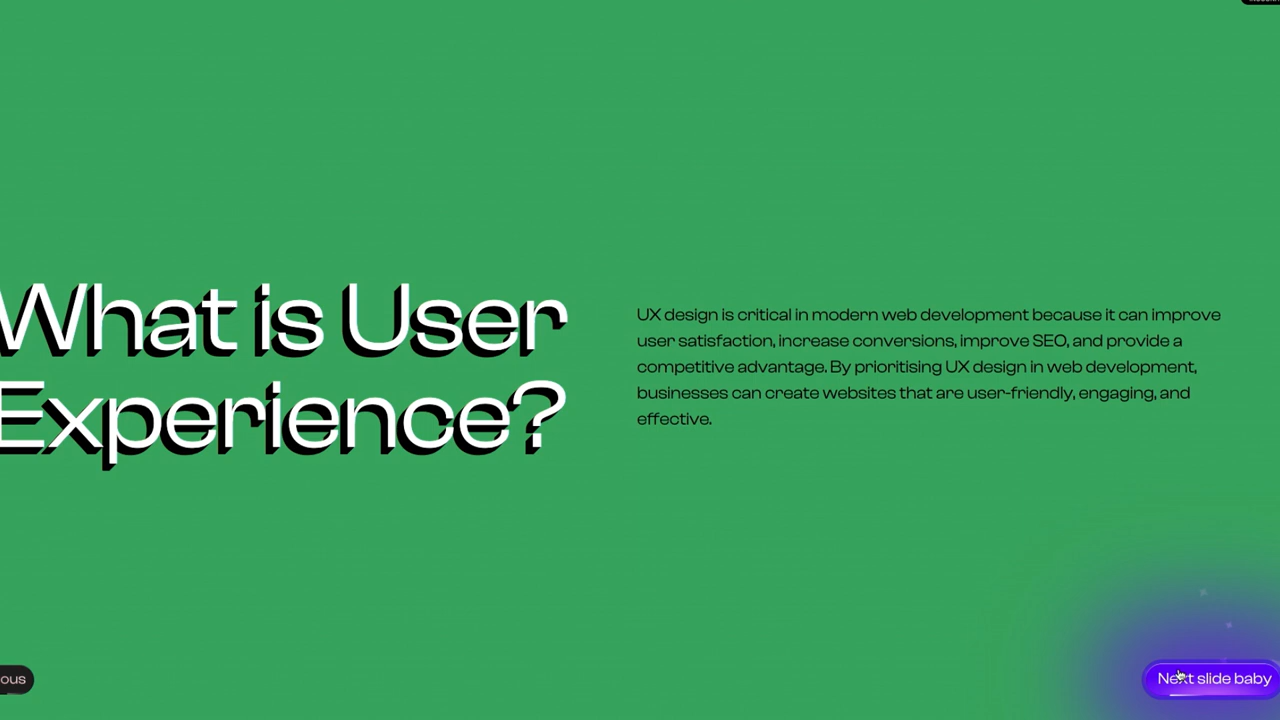 What is User
Experience?
UX design is critical in modern web development because it can improve
user satisfaction, increase conversions, improve SEO, and provide a
competitive advantage. By prioritising UX design in web development,
businesses can create websites that are user-friendly, engaging, and
effective.
ous
Next slide baby